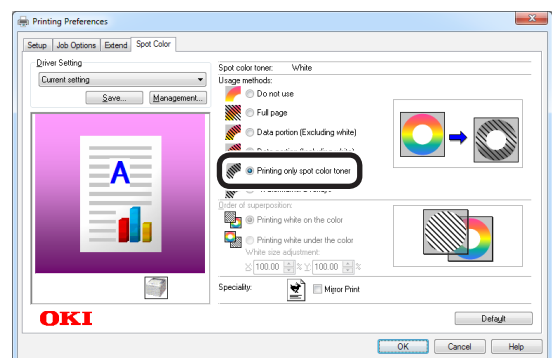 Printing Preferences
Setup Job Options Extend Spot Color
Driver Setting
Current setting
Save... Management...
Spot color toner: White
Usage methods:
Do not use
Full page
Data portion (Excluding white)
Printing only spot color toner
Order of superposition:
Printing white on the color
Printing white under the color
White size adjustment:
X: 100.00 % Y: 100.00 %
Speciality: Mirror Print
A
OKI
Default
OK Cancel Help